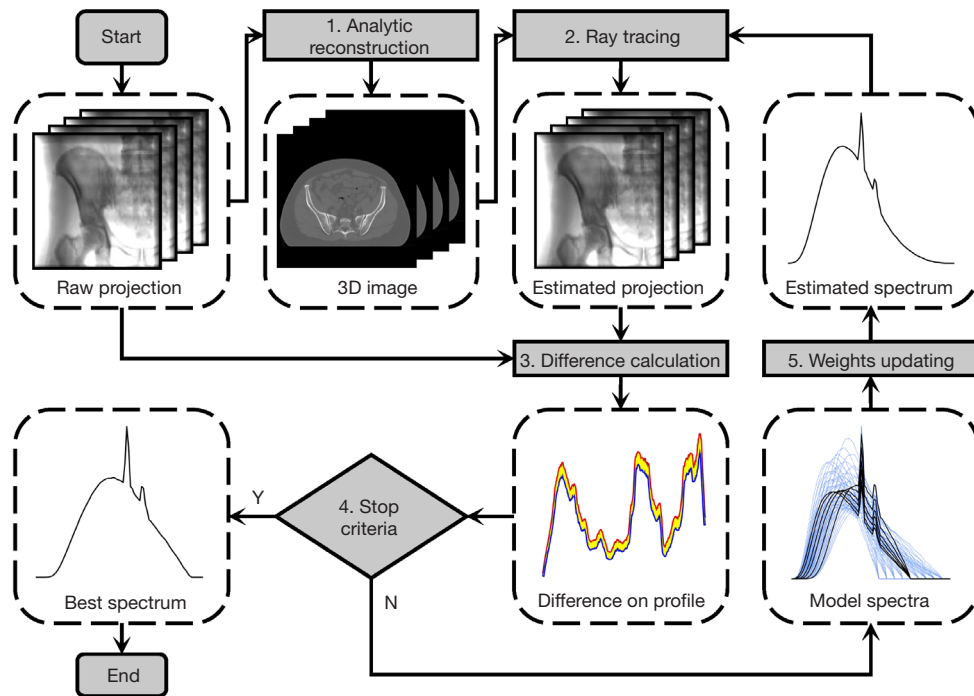 Start
1. Analytic
reconstruction
2. Ray tracing
Raw projection
3D image
Estimated projection
Estimated spectrum
3. Difference calculation
5. Weights updating
Y
4. Stop
criteria
N
Best spectrum
Difference on profile
Model spectra
End